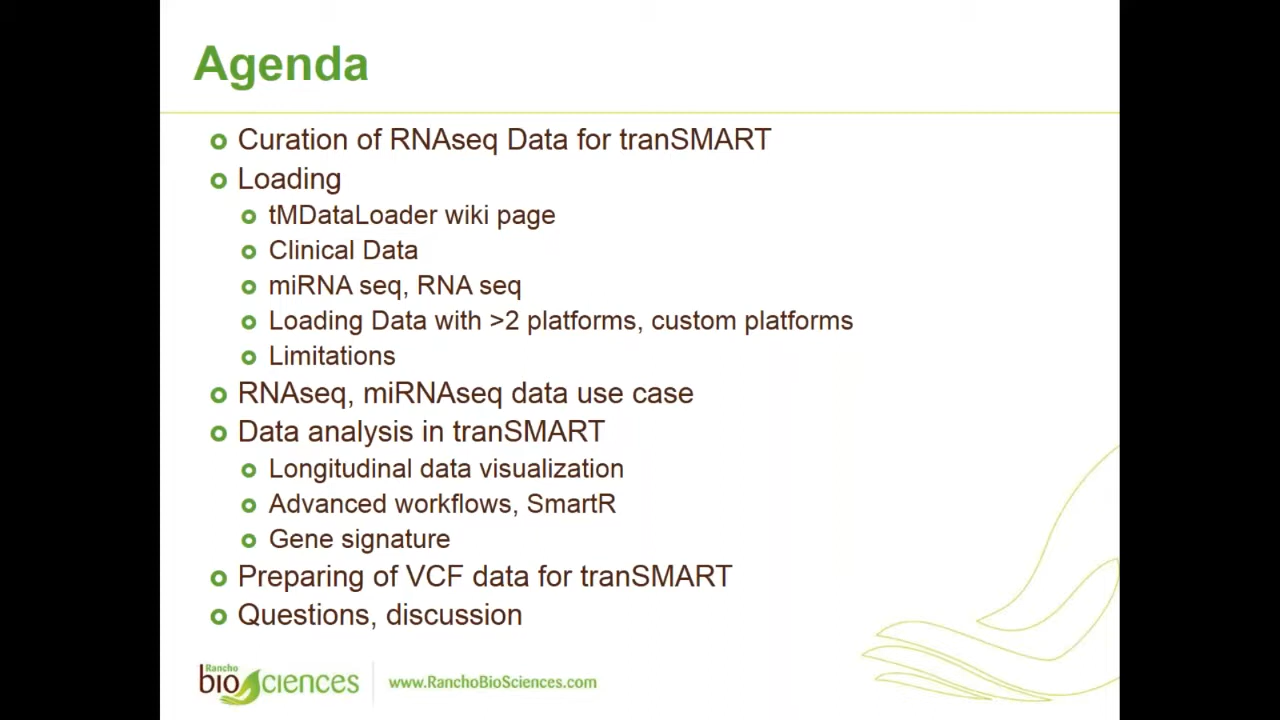 Agenda
Curation of RNAseq Data for tranSMART
Loading
tMDataLoader wiki page
Clinical Data
miRNA seq, RNA seq
Loading Data with >2 platforms, custom platforms
Limitations
RNAseq, miRNAseq data use case
Data analysis in tranSMART
Longitudinal data visualization
Advanced workflows, SmartR
Gene signature
Preparing of VCF data for tranSMART
Questions, discussion
Rancho
bioSciences
www.RanchoBioSciences.com